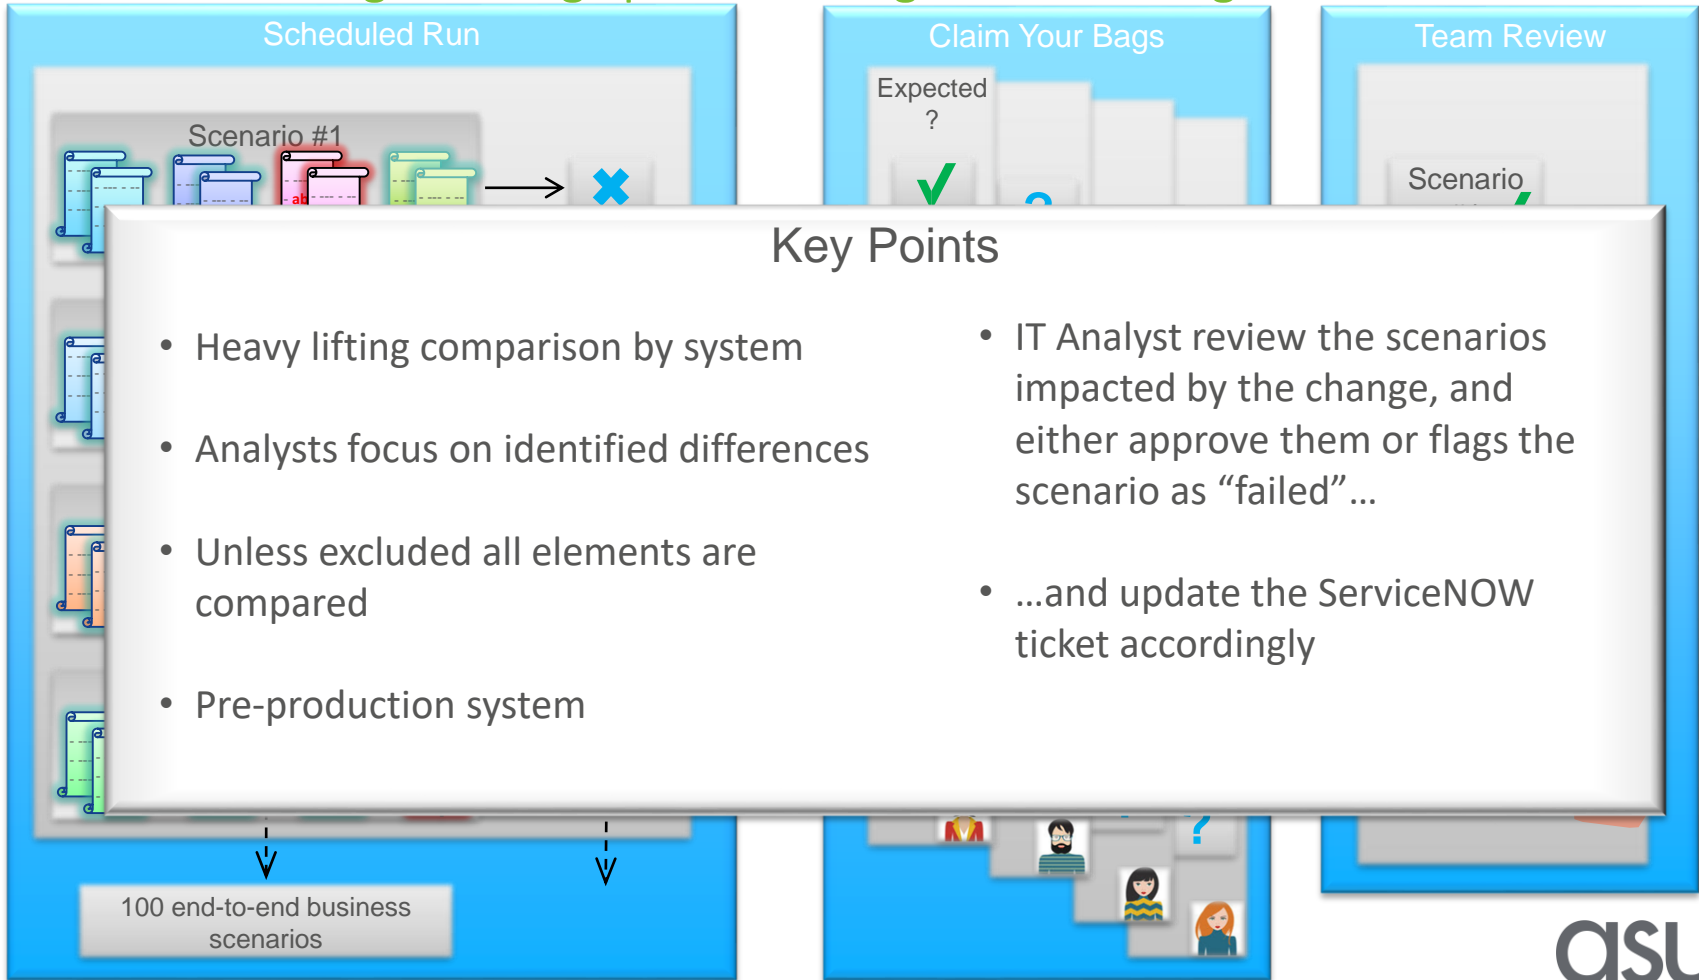 Scheduled Run
Claim Your Bags
Team Review
Expected
?
Scenario #1
ab
Scenario
?
Key Points
• Heavy lifting comparison by system
• Analysts focus on identified differences
• Unless excluded all elements are
compared
• Pre-production system
• IT Analyst review the scenarios
impacted by the change, and
either approve them or flags the
scenario as “failed”…
• …and update the ServiceNOW
ticket accordingly
?
100 end-to-end business
scenarios